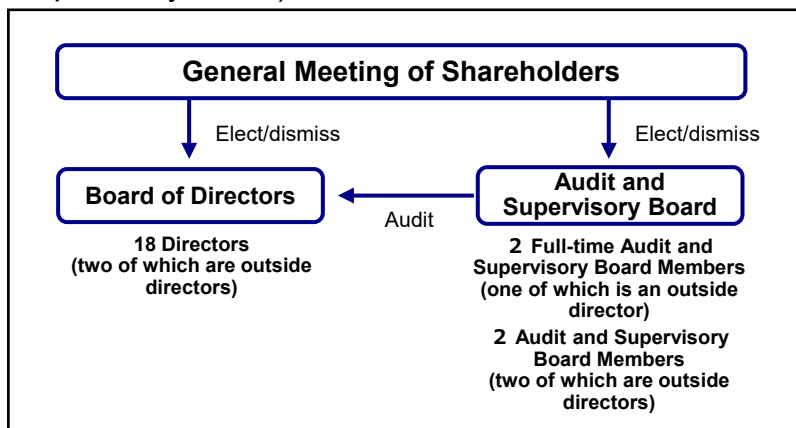 General Meeting of Shareholders
Elect/dismiss
Elect/dismiss
Board of Directors
Audit
Audit and
Supervisory Board
18 Directors
(two of which are outside
directors)
2 Full-time Audit and
Supervisory Board Members
(one of which is an outside
director)
2 Audit and Supervisory
Board Members
(two of which are outside
directors)